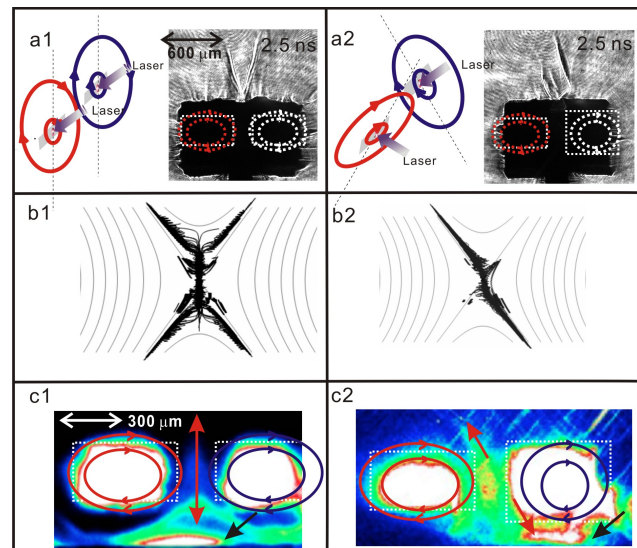 a1
Laser
Laser
600 μm
2.5 ns
a2
Laser
Laser
2.5 ns
b1
b2
c1
300 μm
c2